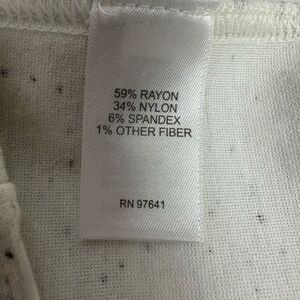 59% RAYON
34% NYLON
6% SPANDEX
1% OTHER FIBER
RN 97641